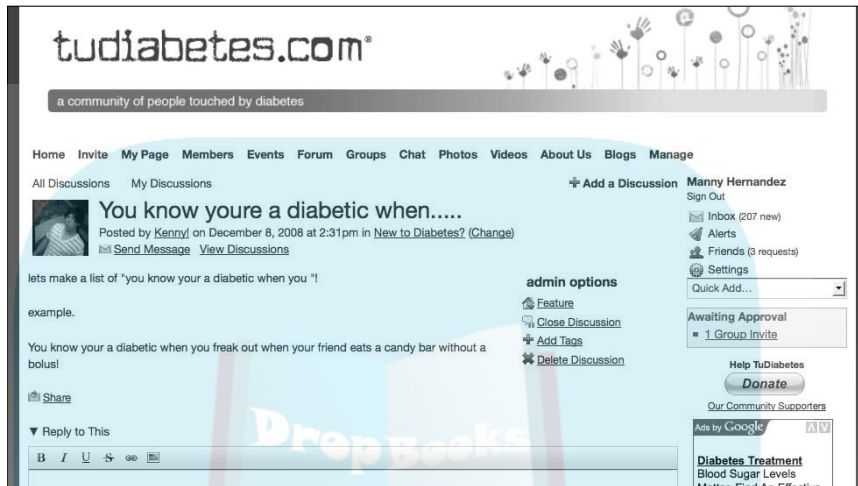 tudiabetes.com®
a community of people touched by diabetes
Home Invite My Page Members Events Forum Groups Chat Photos Videos About Us Blogs Manage
All Discussions My Discussions
Add a Discussion
You know youre a diabetic when.....
Posted by Kenny! on December 8, 2008 at 2:31pm in New to Diabetes? (Change)
Send Message View Discussions
lets make a list of "you know your a diabetic when you "!
example.
You know your a diabetic when you freak out when your friend eats a candy bar without a
bolus!
Share
Reply to This
B I U S
admin options
Feature
Close Discussion
Add Tags
Delete Discussion
Manny Hernandez
Sign Out
Inbox (207 new)
Alerts
Friends (3 requests)
Settings
Quick Add...
Awaiting Approval
1 Group Invite
Help TuDiabetes
Donate
Our Community Supporters
Ads by Google
Diabetes Treatment
Blood Sugar Levels
Matter. Find An Effective
DropBooks